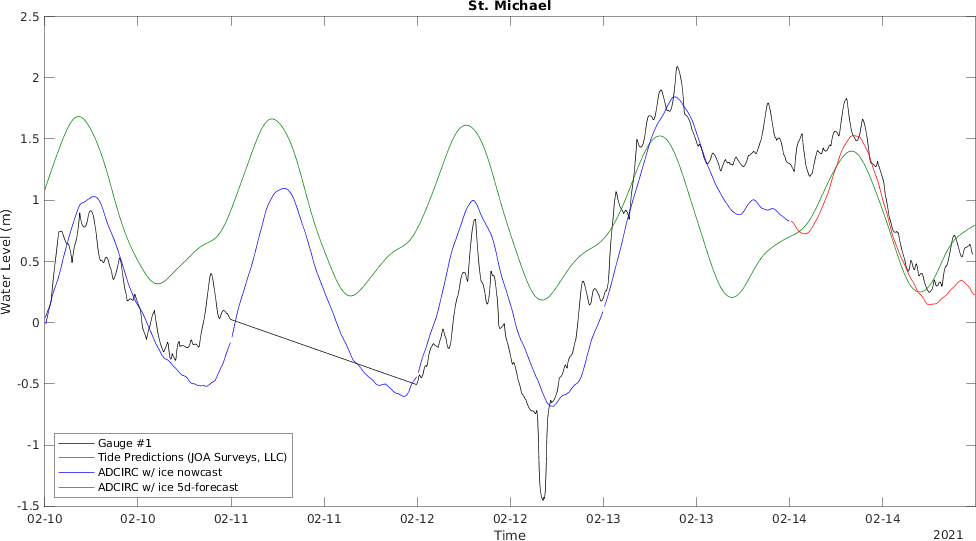 St. Michael
2.5
2
1.5
1
0.5
0
-0.5
-1
-1.5
Water Level (m)
Gauge #1
Tide Predictions (JOA Surveys, LLC)
ADCIRC w/ ice nowcast
ADCIRC w/ ice 5d-forecast
02-10 02-10 02-11 02-11 02-12 02-12 02-13 02-13 02-14 02-14
Time
2021